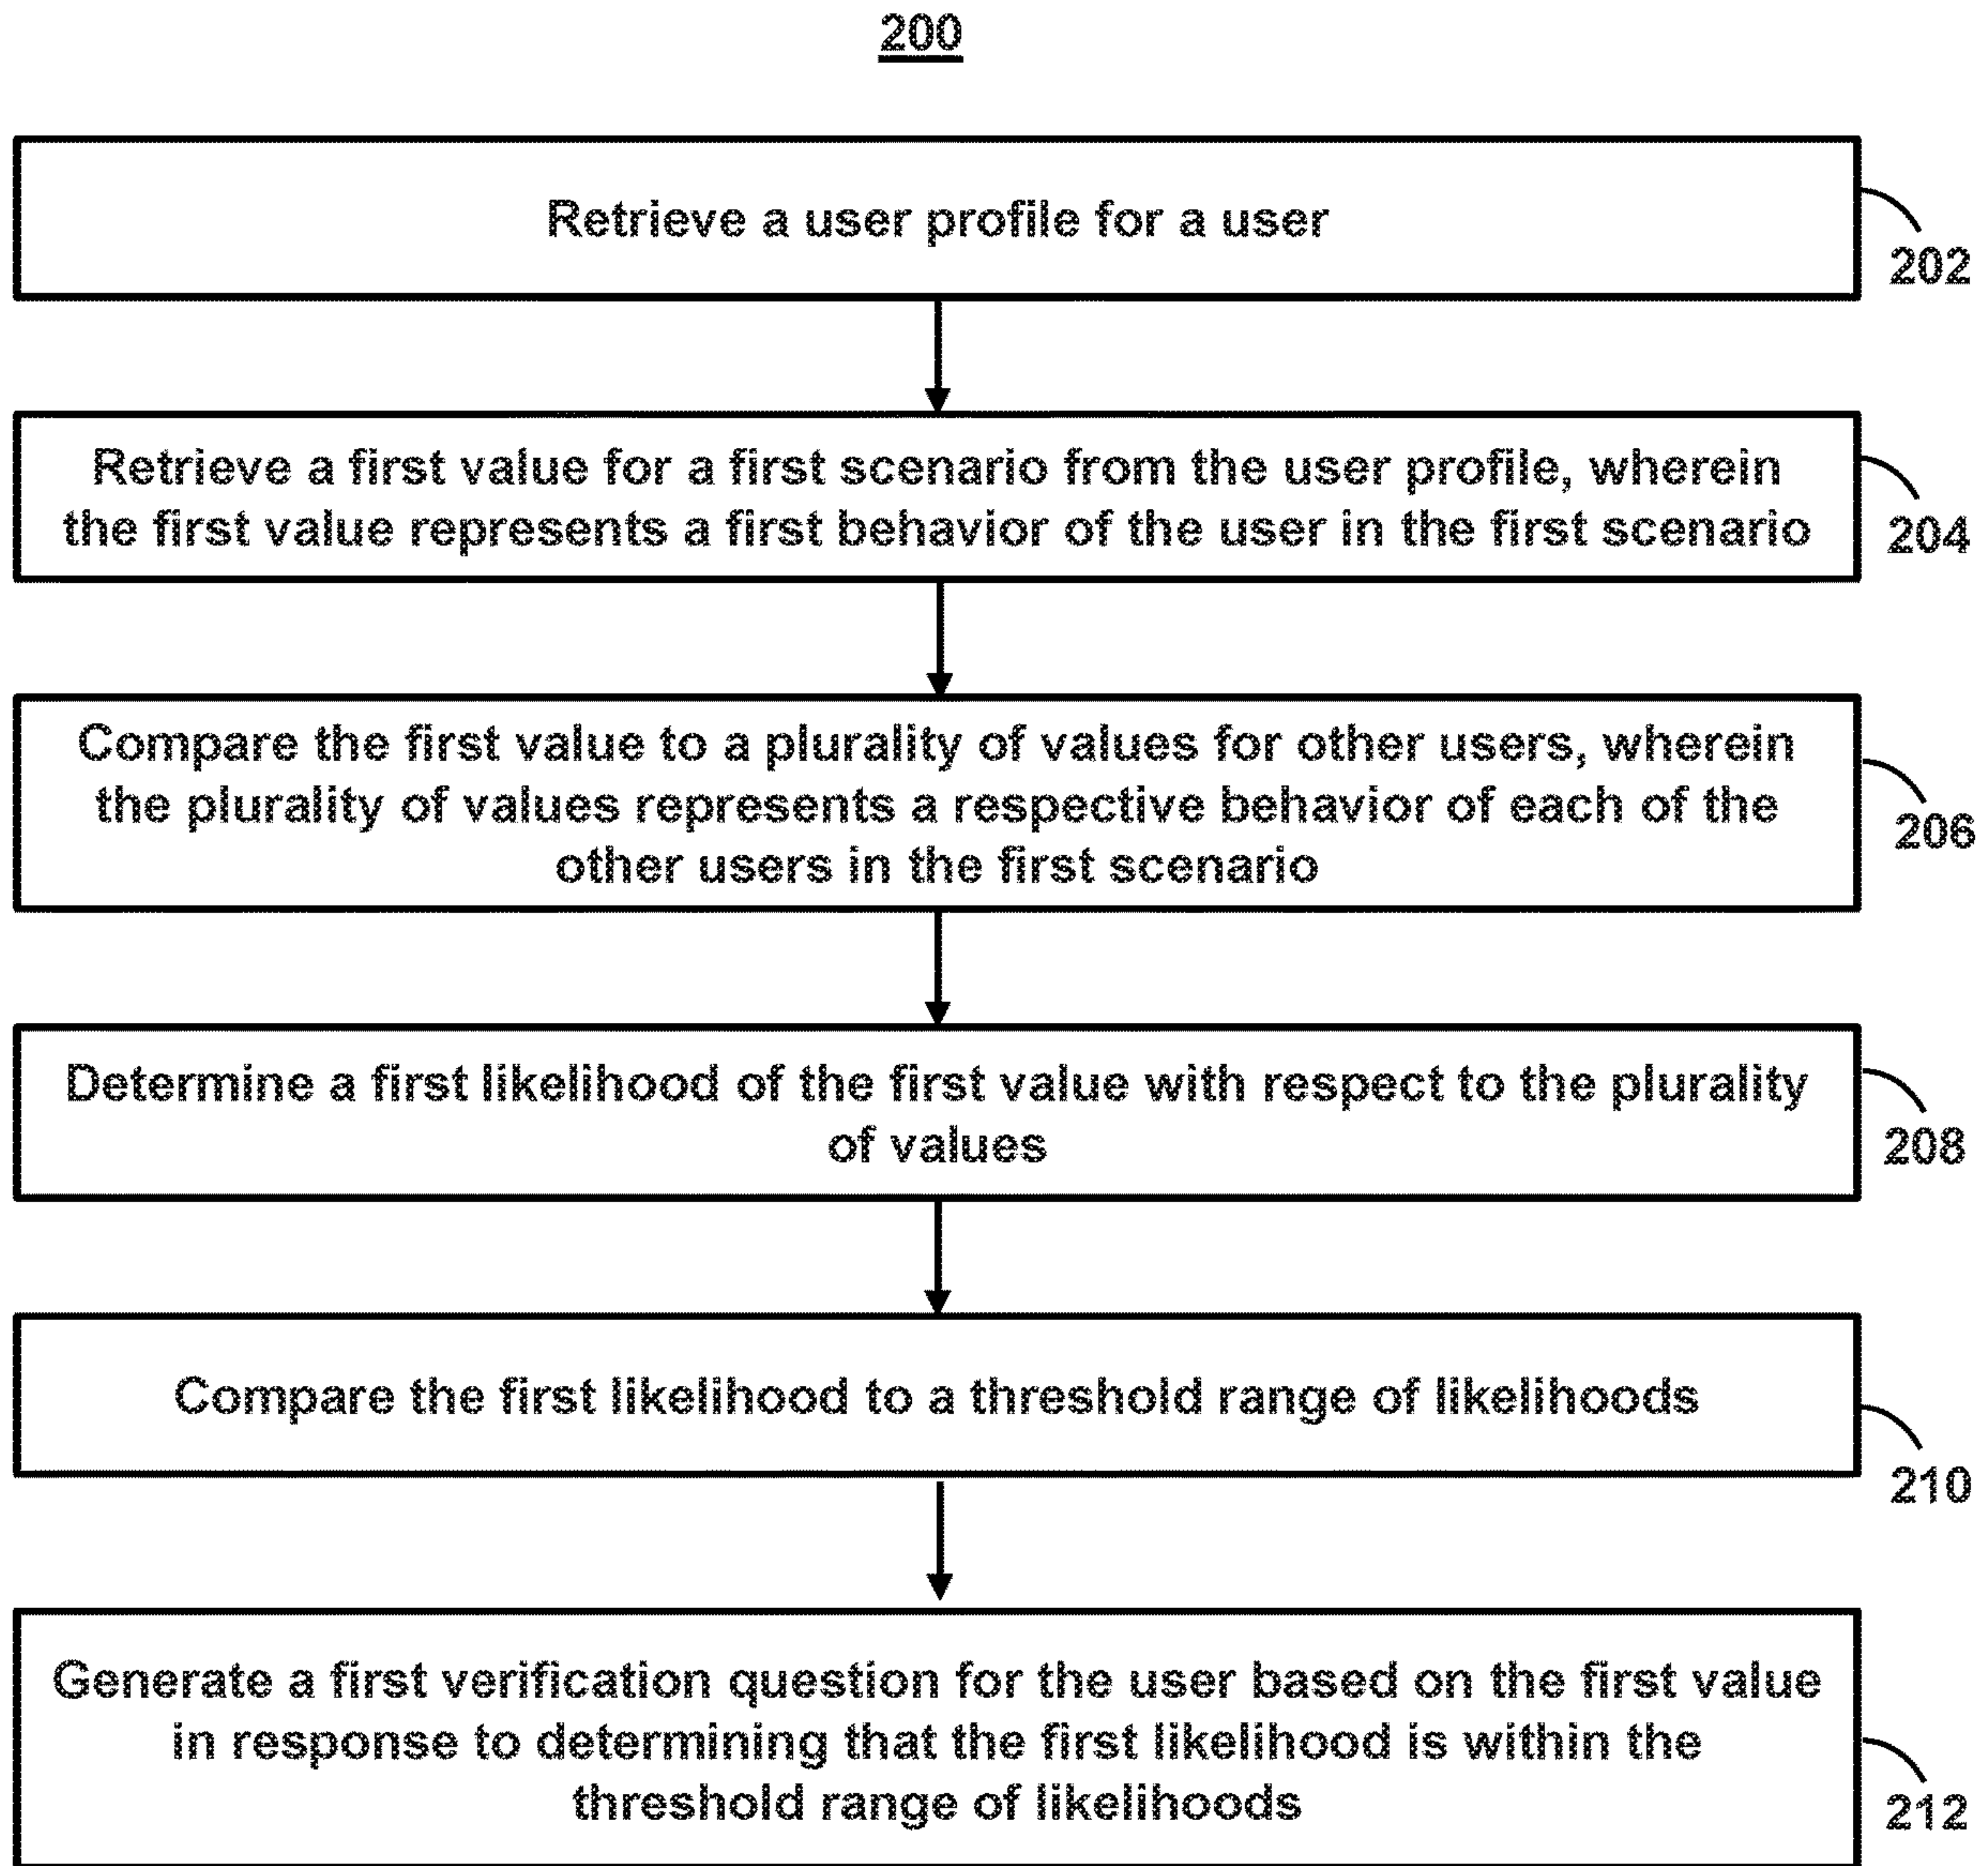 200
Retrieve a user profile for a user
202
Retrieve a first value for a first scenario from the user profile, wherein
the first value represents a first behavior of the user in the first scenario
204
Compare the first value to a plurality of values for other users, wherein
the plurality of values represents a respective behavior of each of the
other users in the first scenario
206
Determine a first likelihood of the first value with respect to the plurality
of values
208
Compare the first likelihood to a threshold range of likelihoods
210
Generate a first verification question for the user based on the first value
in response to determining that the first likelihood is within the
threshold range of likelihoods
212